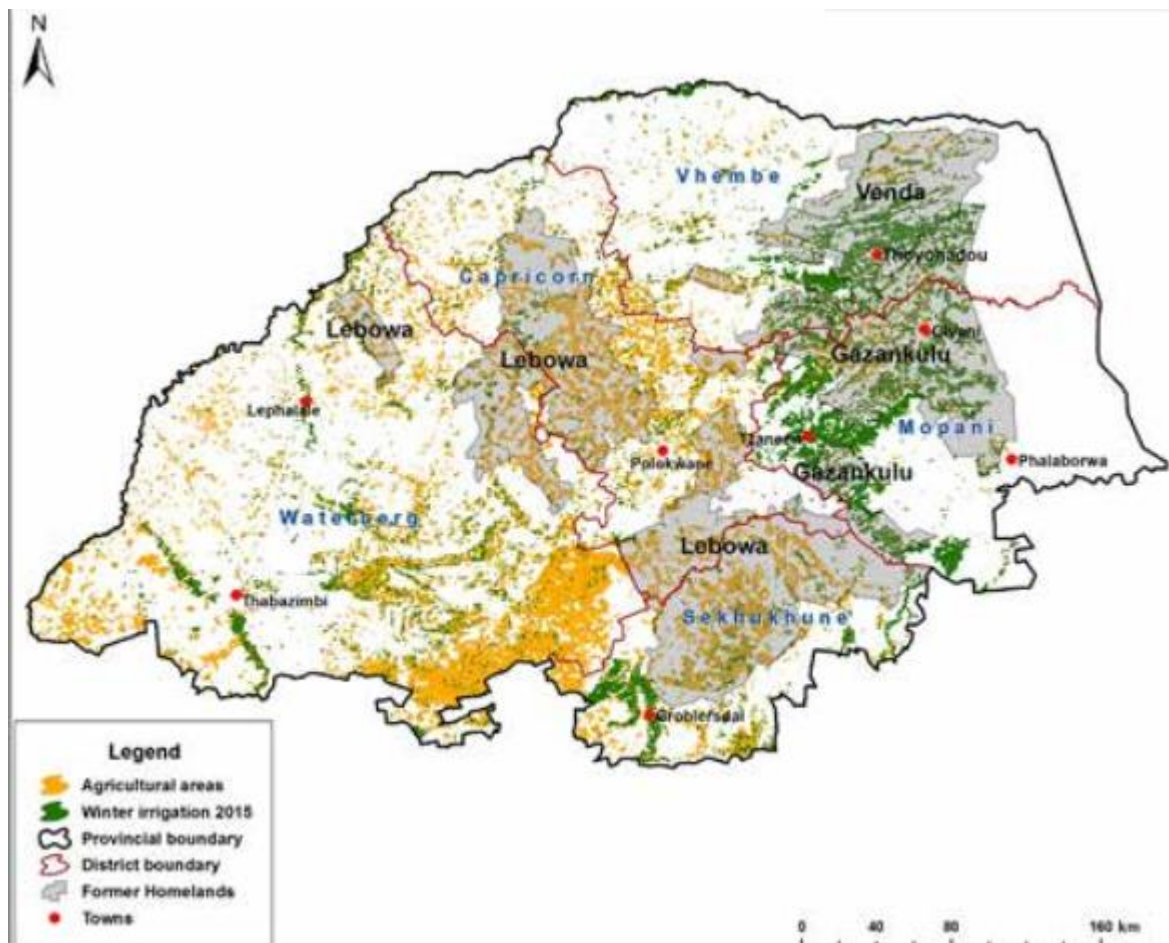 N
Vhembe
Venda
Thoyohadou
Capricorn
Lebowa
Giyani
Lebowa
Gazankulu
Lephalale
Mopani
Tzaneen
Polokwane
Phalaborwa
Gazankulu
Waterberg
Lebowa
Thabazimbi
Sekhukhune
Groblersdal
Legend
Agricultural areas
Winter irrigation 2015
Provincial boundary
District boundary
Former Homelands
Towns
0 40 80 160 km